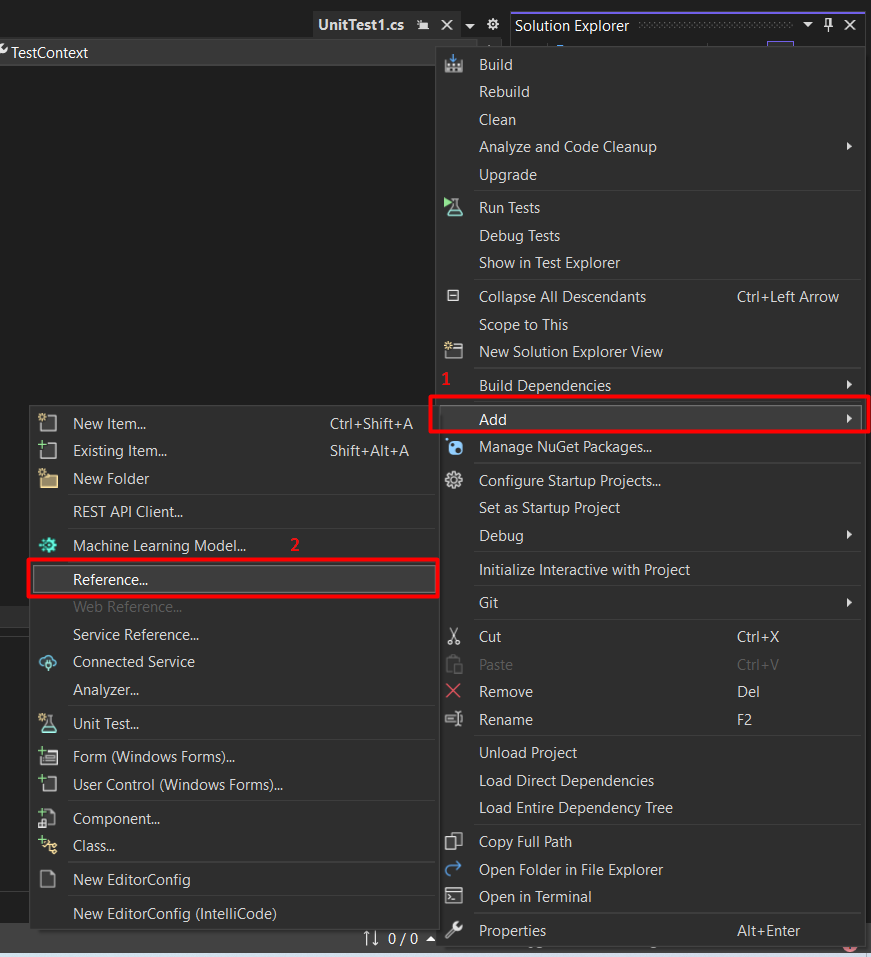 UnitTest1.cs
Solution Explorer
TestContext
Build
Rebuild
Clean
Analyze and Code Cleanup
Upgrade
Run Tests
Debug Tests
Show in Test Explorer
Collapse All Descendants Ctrl+Left Arrow
Scope to This
New Solution Explorer View
1
Build Dependencies
Add
Manage NuGet Packages...
Configure Startup Projects...
Set as Startup Project
Debug
Initialize Interactive with Project
Git
Cut Ctrl+X
Paste Ctrl+V
Remove Del
Rename F2
Unload Project
Load Direct Dependencies
Load Entire Dependency Tree
Copy Full Path
Open Folder in File Explorer
Open in Terminal
Properties Alt+Enter
New Item... Ctrl+Shift+A
Existing Item... Shift+Alt+A
New Folder
REST API Client...
Machine Learning Model... 2
Reference...
Web Reference...
Service Reference...
Connected Service
Analyzer...
Unit Test...
Form (Windows Forms)...
User Control (Windows Forms)...
Component...
Class...
New EditorConfig
New EditorConfig (IntelliCode)
0 / 0